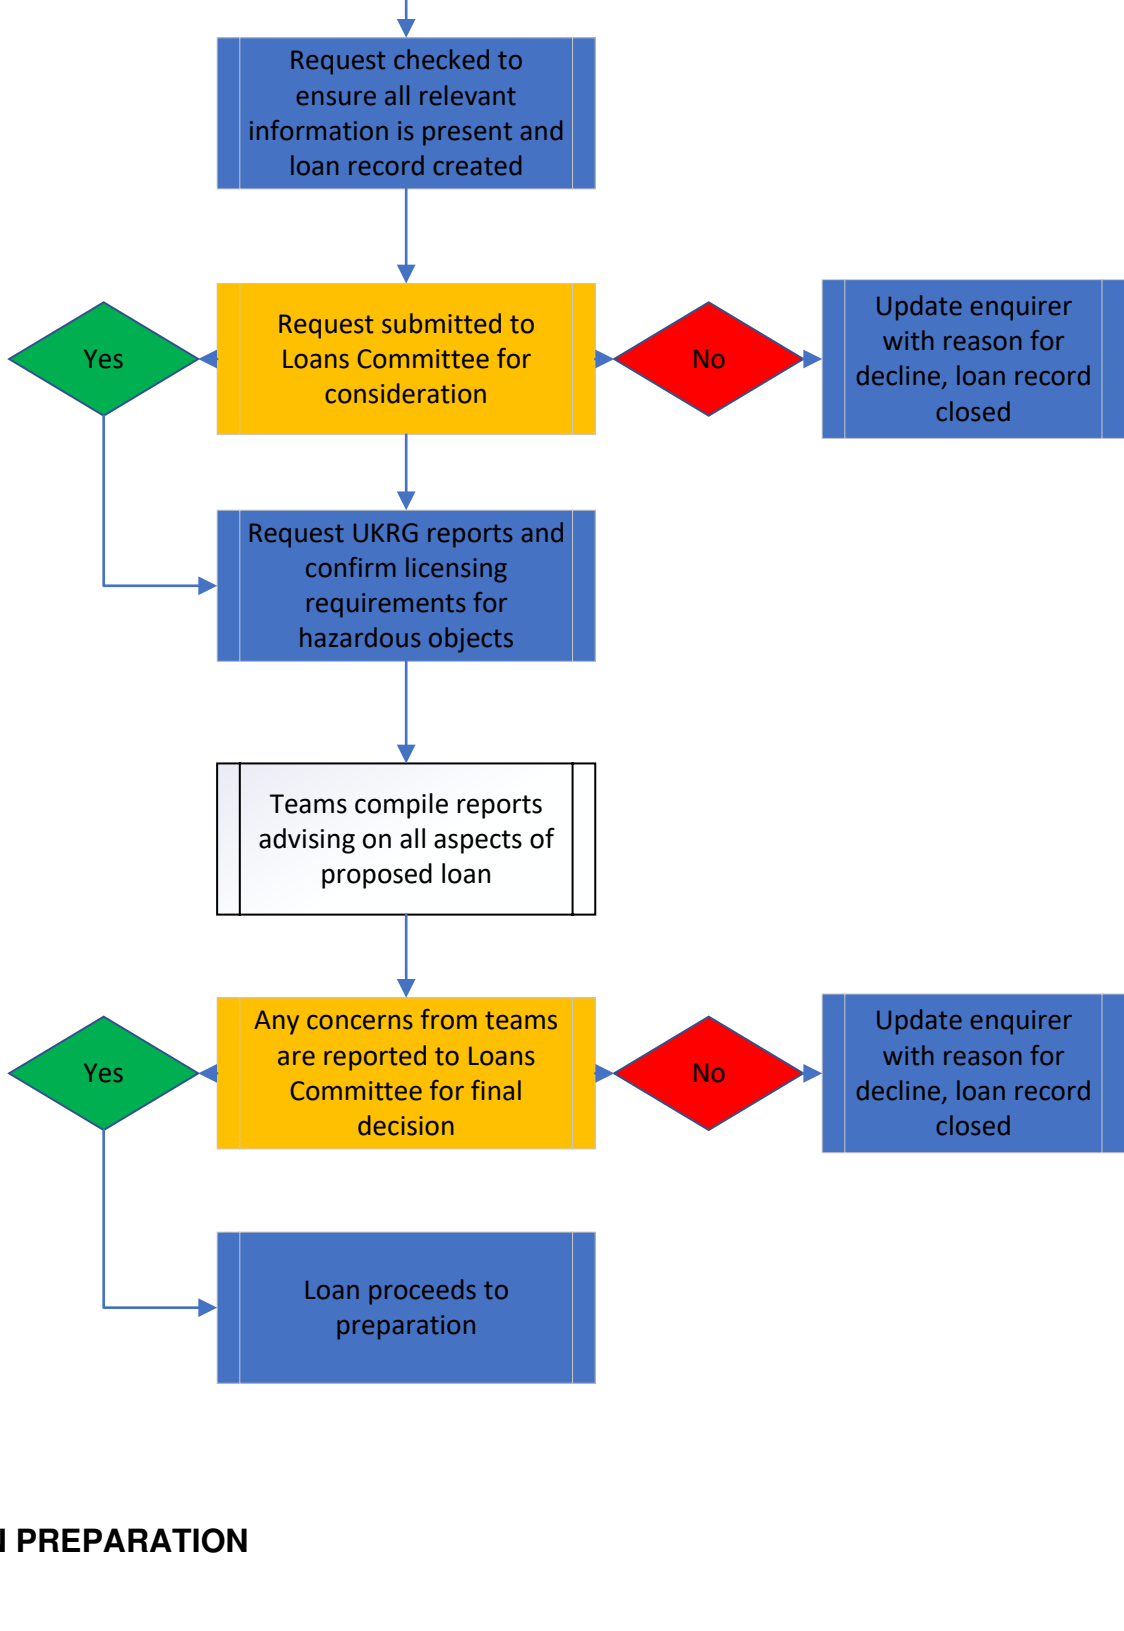 Request checked to
ensure all relevant
information is present and
loan record created
Yes
Request submitted to
Loans Committee for
consideration
No
Update enquirer
with reason for
decline, loan record
closed
Request UKRG reports and
confirm licensing
requirements for
hazardous objects
Teams compile reports
advising on all aspects of
proposed loan
Yes
Any concerns from teams
are reported to Loans
Committee for final
decision
No
Update enquirer
with reason for
decline, loan record
closed
Loan proceeds to
preparation
PREPARATION